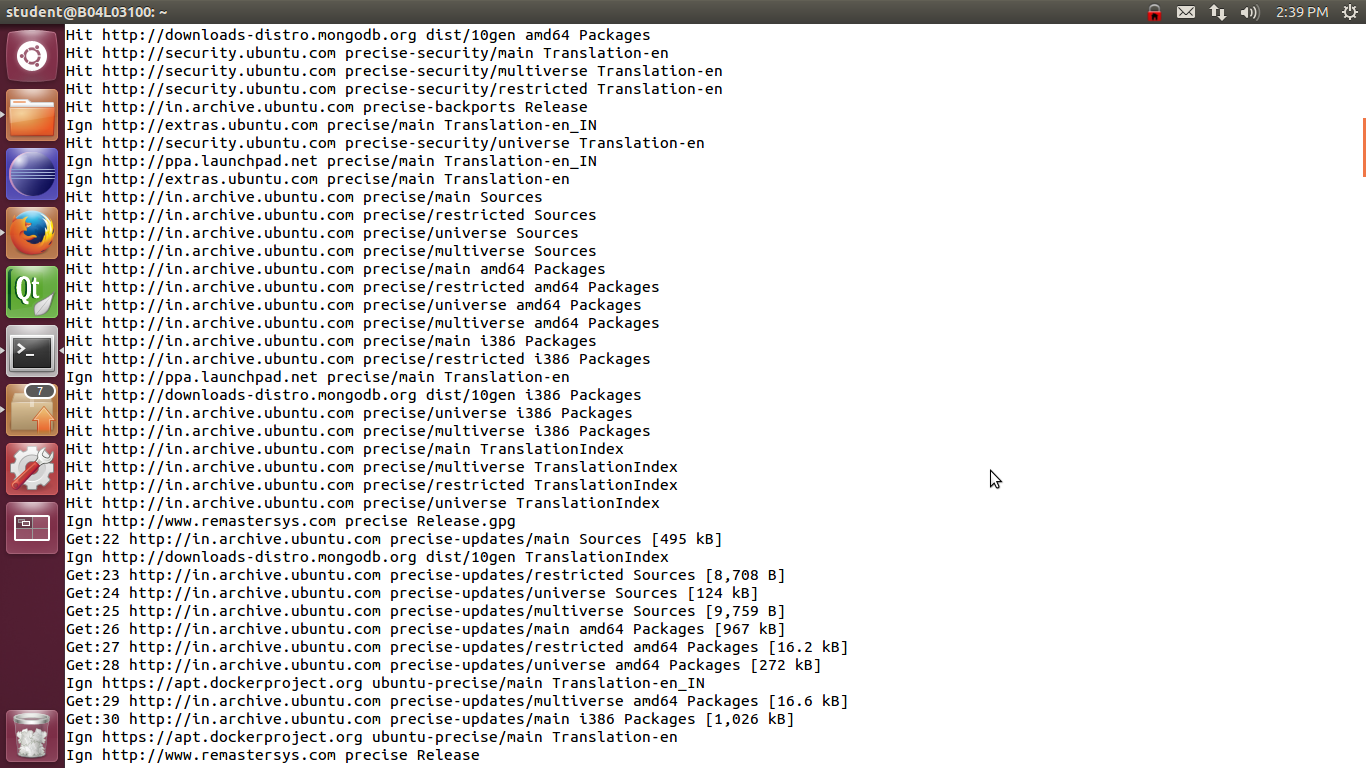 student@B04L03100: ~
2:39 PM
Hit http://downloads-distro.mongodb.org dist/10gen amd64 Packages
Hit http://security.ubuntu.com precise-security/main Translation-en
Hit http://security.ubuntu.com precise-security/multiverse Translation-en
Hit http://security.ubuntu.com precise-security/restricted Translation-en
Hit http://in.archive.ubuntu.com precise-backports Release
Ign http://extras.ubuntu.com precise/main Translation-en_IN
Hit http://security.ubuntu.com precise-security/universe Translation-en
Ign http://ppa.launchpad.net precise/main Translation-en_IN
Ign http://extras.ubuntu.com precise/main Translation-en
Hit http://in.archive.ubuntu.com precise/main Sources
Hit http://in.archive.ubuntu.com precise/restricted Sources
Hit http://in.archive.ubuntu.com precise/universe Sources
Hit http://in.archive.ubuntu.com precise/multiverse Sources
Hit http://in.archive.ubuntu.com precise/main amd64 Packages
Hit http://in.archive.ubuntu.com precise/restricted amd64 Packages
Hit http://in.archive.ubuntu.com precise/universe amd64 Packages
Hit http://in.archive.ubuntu.com precise/multiverse amd64 Packages
Hit http://in.archive.ubuntu.com precise/main i386 Packages
Hit http://in.archive.ubuntu.com precise/restricted i386 Packages
Ign http://ppa.launchpad.net precise/main Translation-en
Hit http://downloads-distro.mongodb.org dist/10gen i386 Packages
Hit http://in.archive.ubuntu.com precise/universe i386 Packages
Hit http://in.archive.ubuntu.com precise/multiverse i386 Packages
Hit http://in.archive.ubuntu.com precise/main TranslationIndex
Hit http://in.archive.ubuntu.com precise/multiverse TranslationIndex
Hit http://in.archive.ubuntu.com precise/restricted TranslationIndex
Hit http://in.archive.ubuntu.com precise/universe TranslationIndex
Ign http://www.remastersys.com precise Release.gpg
Get:22 http://in.archive.ubuntu.com precise-updates/main Sources [495 kB]
Ign http://downloads-distro.mongodb.org dist/10gen TranslationIndex
Get:23 http://in.archive.ubuntu.com precise-updates/restricted Sources [8,708 B]
Get:24 http://in.archive.ubuntu.com precise-updates/universe Sources [124 kB]
Get:25 http://in.archive.ubuntu.com precise-updates/multiverse Sources [9,759 B]
Get:26 http://in.archive.ubuntu.com precise-updates/main amd64 Packages [967 kB]
Get:27 http://in.archive.ubuntu.com precise-updates/restricted amd64 Packages [16.2 kB]
Get:28 http://in.archive.ubuntu.com precise-updates/universe amd64 Packages [272 kB]
Ign https://apt.dockerproject.org ubuntu-precise/main Translation-en_IN
Get:29 http://in.archive.ubuntu.com precise-updates/multiverse amd64 Packages [16.6 kB]
Get:30 http://in.archive.ubuntu.com precise-updates/main i386 Packages [1,026 kB]
Ign https://apt.dockerproject.org ubuntu-precise/main Translation-en
Ign http://www.remastersys.com precise Release
Qt
>_
7